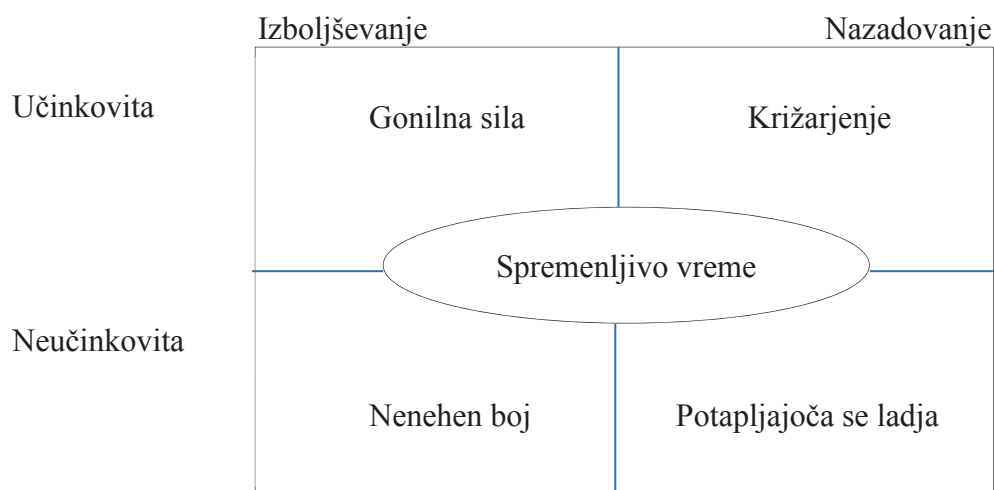 Izboljševanje Nazadovanje
Učinkovita
Gonilna sila Križarjenje
Spremenljivo vreme
Neučinkovita
Nenehen boj Potapljajoča se ladja